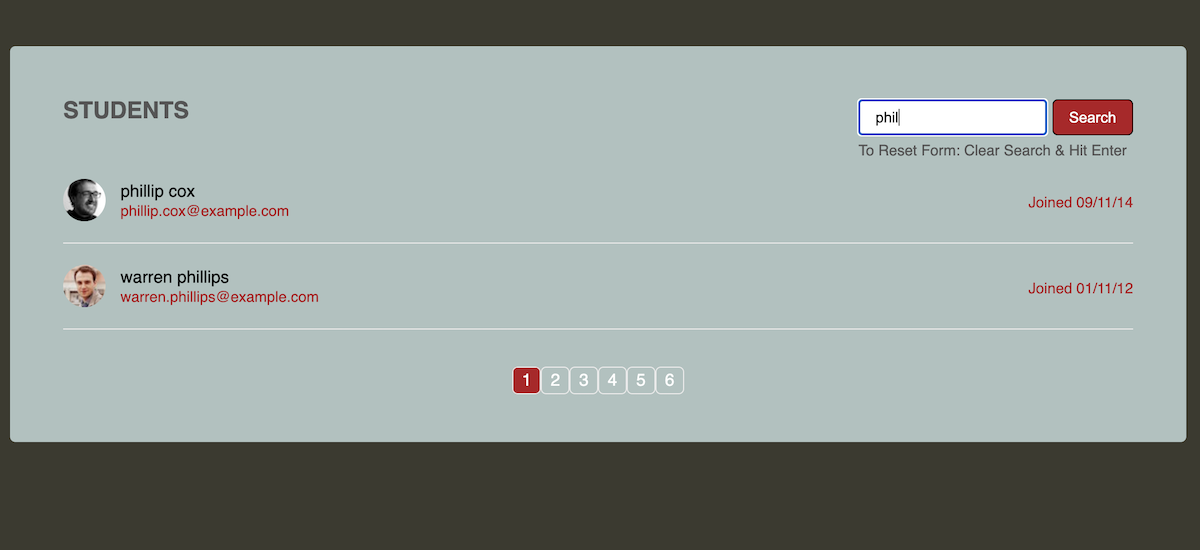 STUDENTS
phil
Search
To Reset Form: Clear Search & Hit Enter
phillip cox
phillip.cox@example.com
Joined 09/11/14
warren phillips
warren.phillips@example.com
Joined 01/11/12
1 2 3 4 5 6